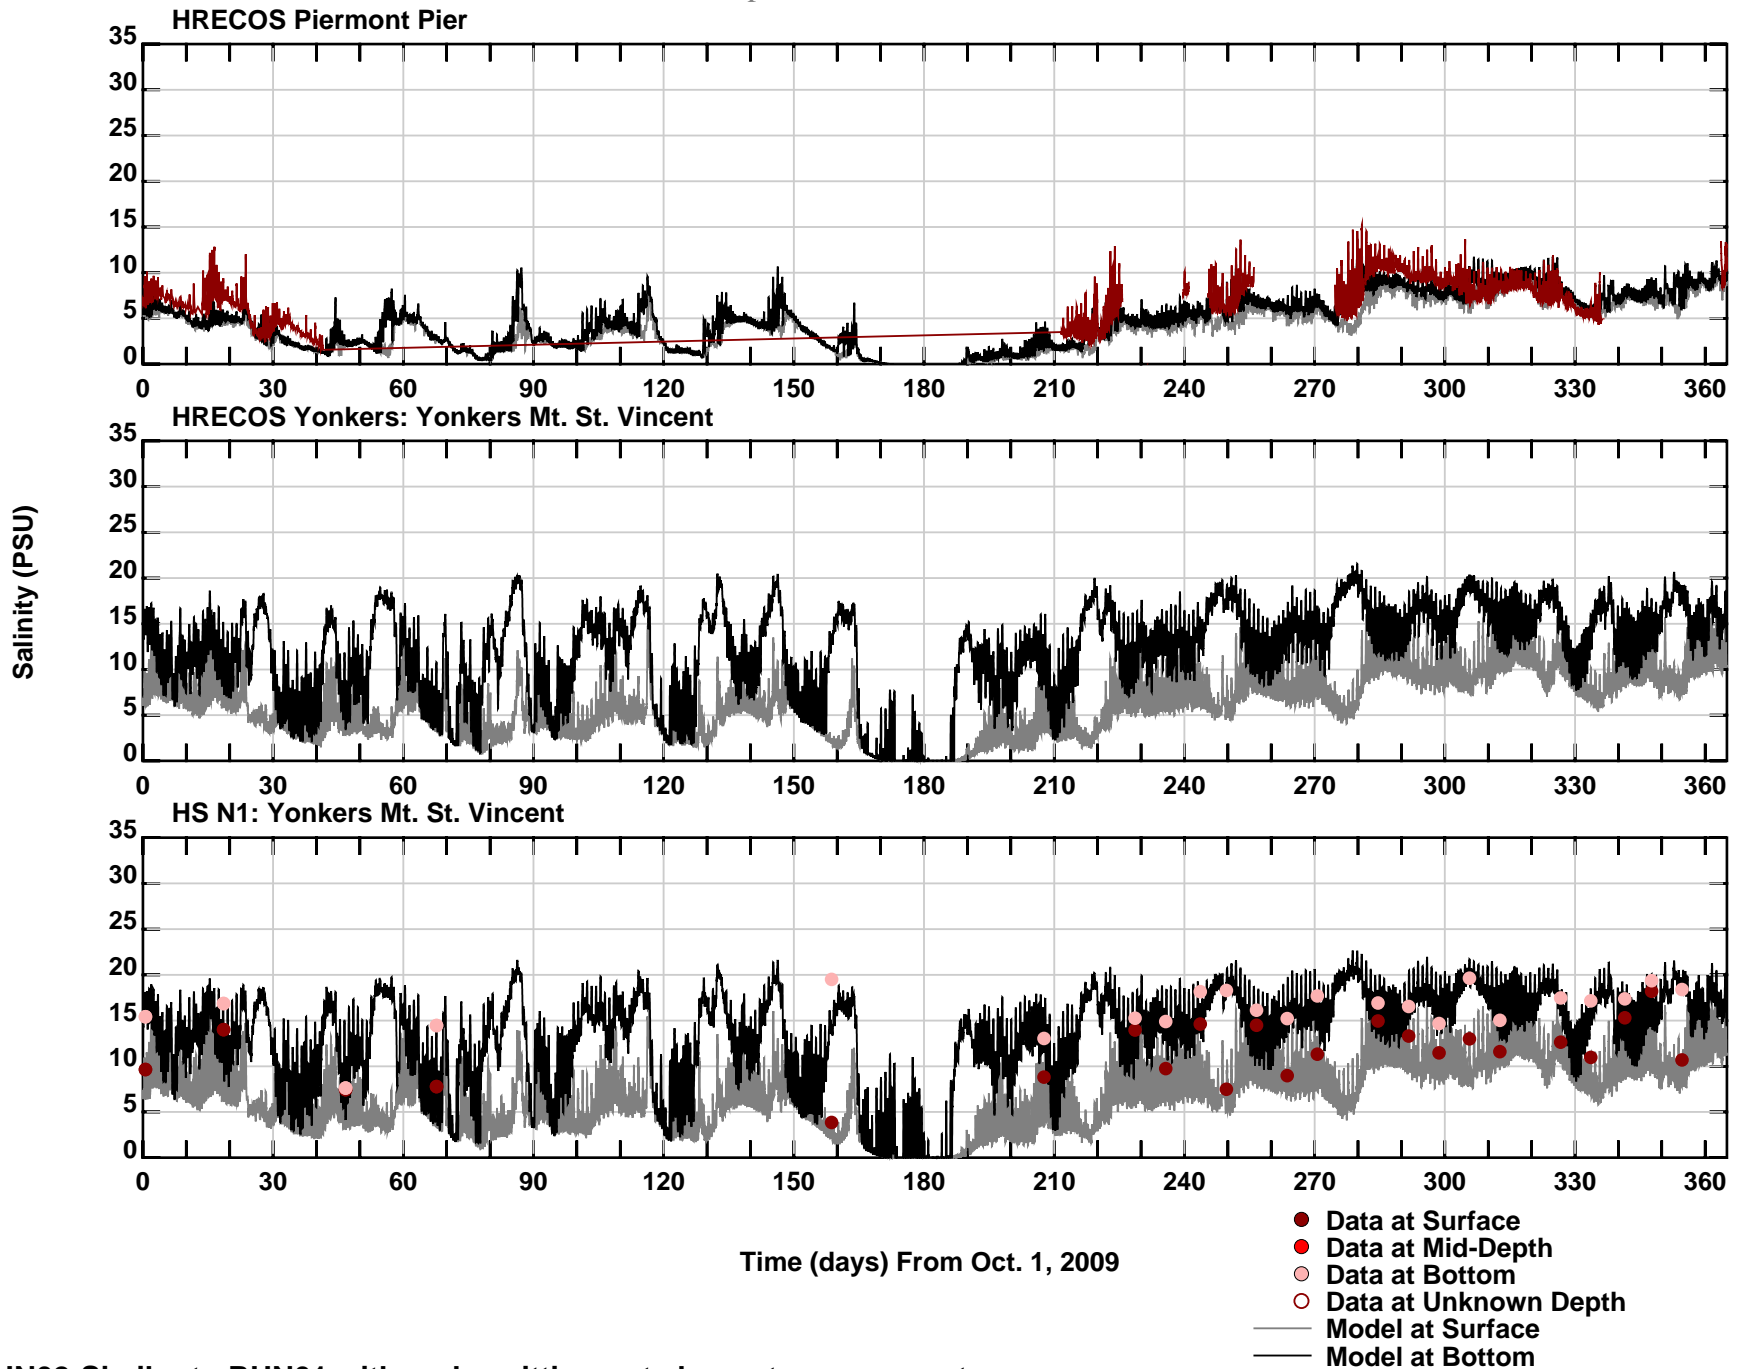 HRECOS Piermont Pier
35
30
25
20
15
10
5
0
0 30 60 90 120 150 180 210 240 270 300 330 360
HRECOS Yonkers: Yonkers Mt. St. Vincent
35
30
25
20
15
10
5
0
0 30 60 90 120 150 180 210 240 270 300 330 360
Salinity (PSU)
HS N1: Yonkers Mt. St. Vincent
35
30
25
20
15
10
5
0
0 30 60 90 120 150 180 210 240 270 300 330 360
Time (days) From Oct. 1, 2009
Data at Surface
Data at Mid-Depth
Data at Bottom
Data at Unknown Depth
Model at Surface
Model at Bottom